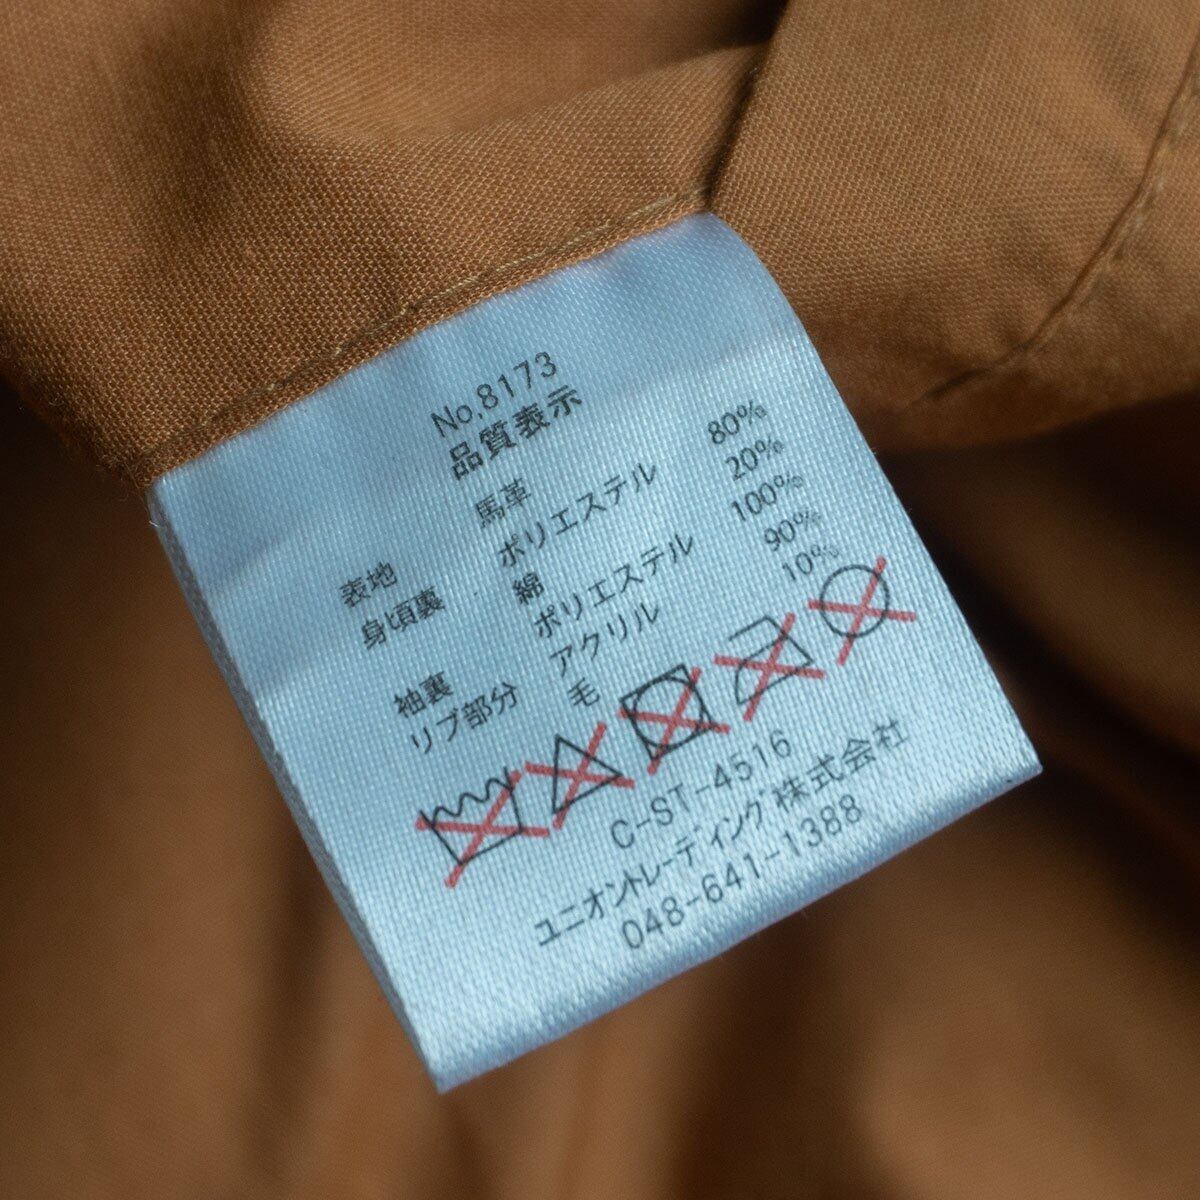 No.8173
品質表示
表地 馬革
身頃裏 ポリエステル 80%
綿 20%
袖裏 ポリエステル 100%
リブ部分 アクリル 90%
毛 10%
C-ST-4516
ユニオントレーディング株式会社
048-641-1388